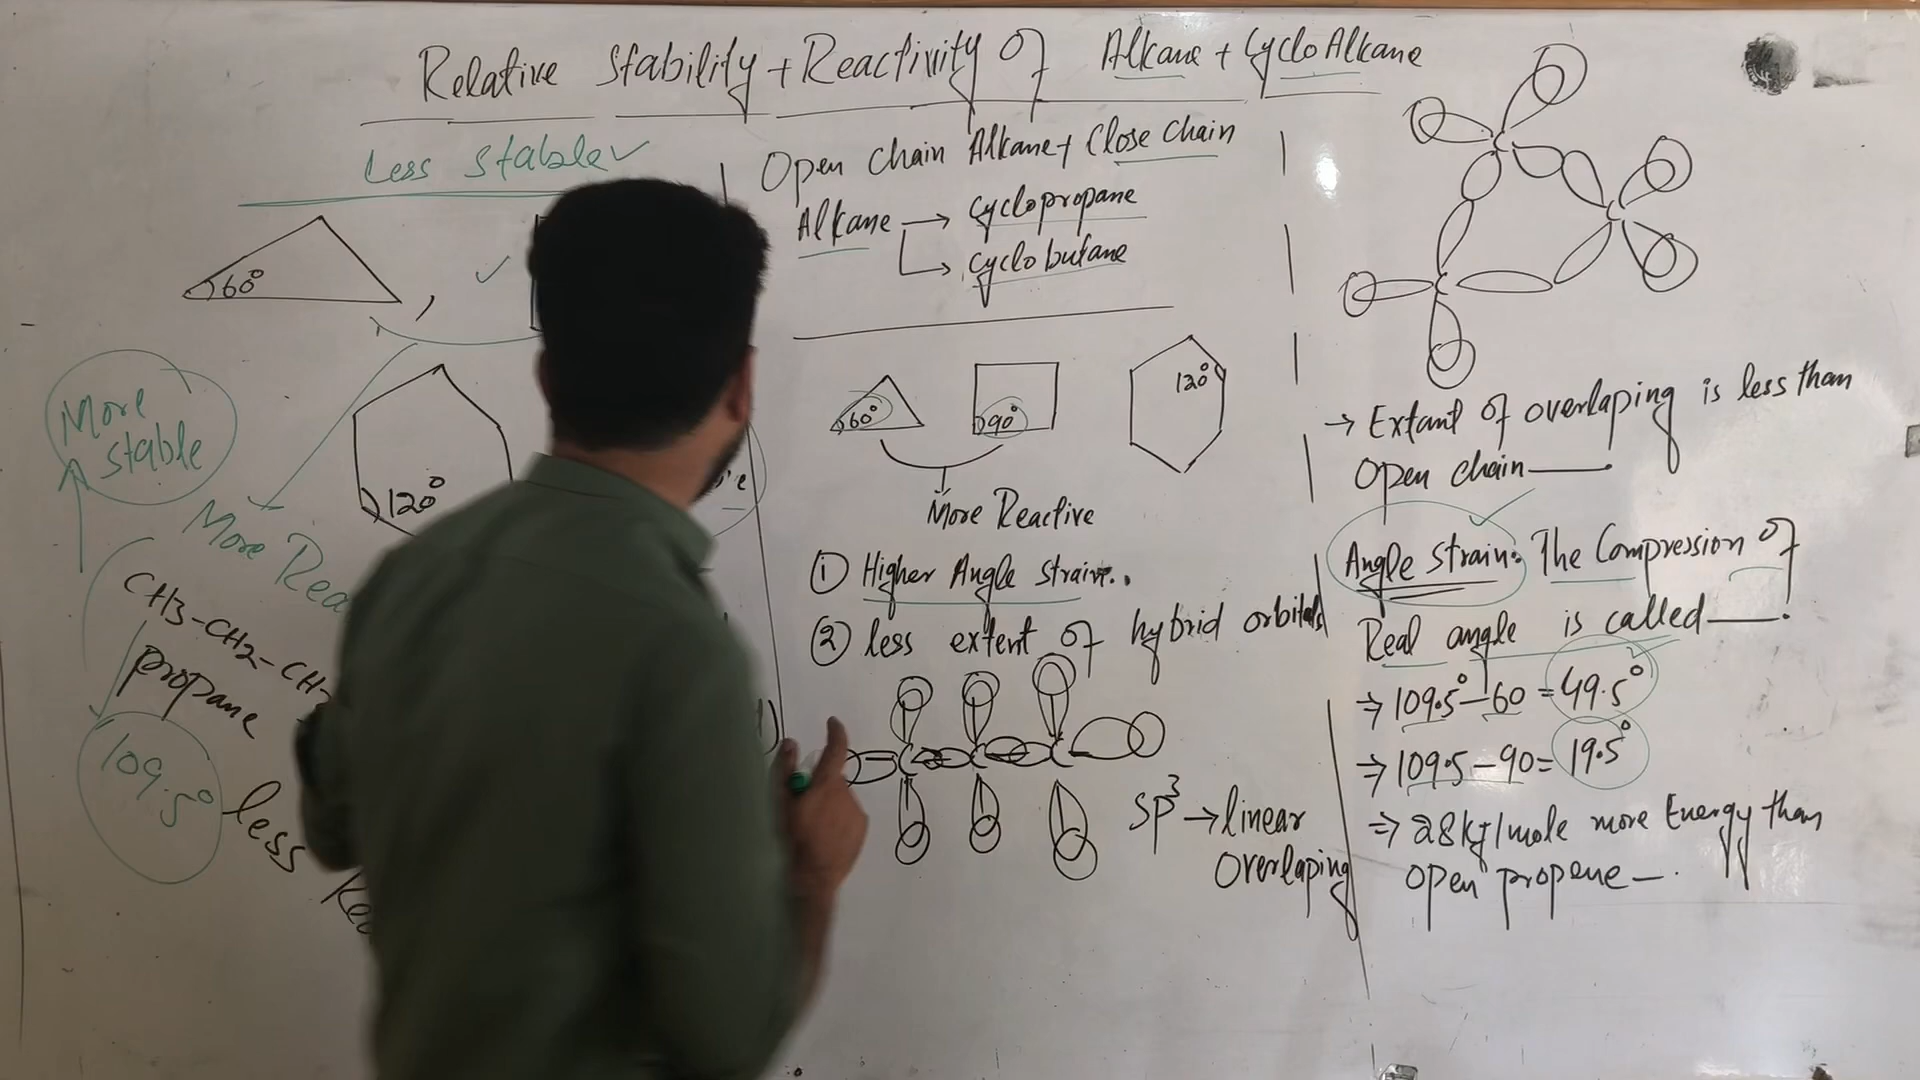 Relative Stability + Reactivity Of Alkane + CycloAlkane
Less Stable
60°
,
More
Stable
120°
More Rea
CH3-CH2-CH
propane
109.5°
less
Rea
Open Chain Alkane + Close Chain
Alkane → Cyclopropane
→ Cyclobutane
60°
90°
120°
More Reactive
① Higher Angle Strain..
② less extent of hybrid orbitals
C C C
SP3 → linear
Overlaping
C
C
C
→ Extant of overlaping is less than
Open chain —.
Angle Strain: The Compression Of
Real angle is called —.
⇒ 109.5° - 60 = 49.5°
⇒ 109.5 - 90 = 19.5°
⇒ 28 kJ/mole more Energy than
Open propene —.